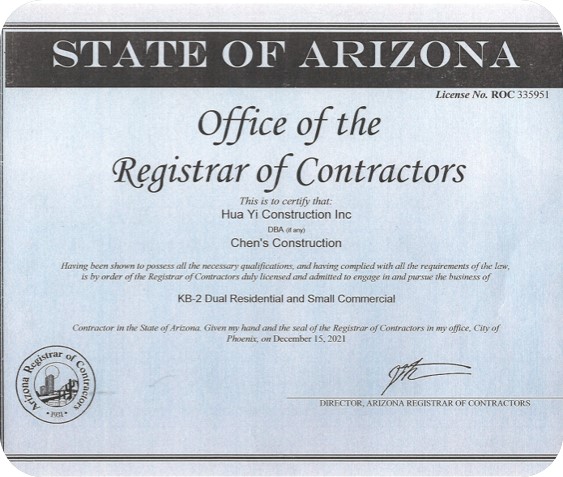 STATE OF ARIZONA
License No. ROC 335951
Office of the
Registrar of Contractors
This is to certify that:
Hua Yi Construction Inc
DBA (if any)
Chen's Construction
Having been shown to possess all the necessary qualifications, and having complied with all the requirements of the law,
is by order of the Registrar of Contractors duly licensed and admitted to engage in and pursue the business of
KB-2 Dual Residential and Small Commercial
Contractor in the State of Arizona. Given my hand and the seal of the Registrar of Contractors in my office, City of
Phoenix, on December 15, 2021
Arizona Registrar of Contractors
• 1931 •
DIRECTOR, ARIZONA REGISTRAR OF CONTRACTORS